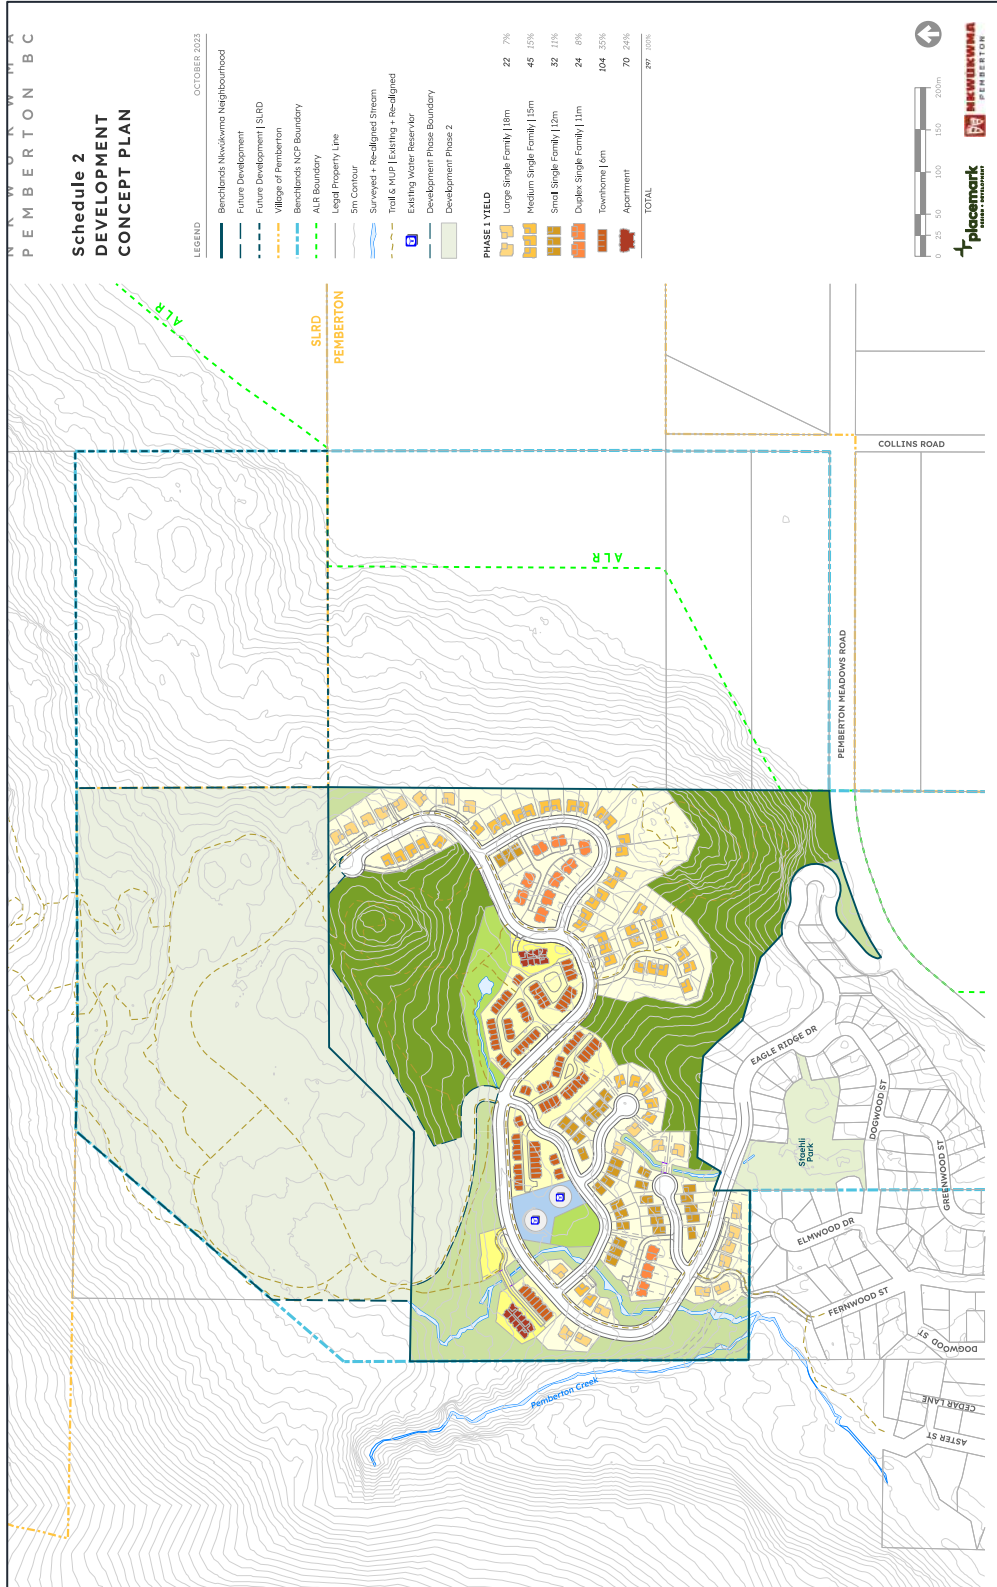 NKWUKWMA
PEMBERTON BC
Schedule 2
DEVELOPMENT
CONCEPT PLAN
LEGEND OCTOBER 2023
Benchlands Nkwúkwma Neighbourhood
Future Development
Future Development | SLRD
Village of Pemberton
Benchlands NCP Boundary
ALR Boundary
Legal Property Line
5m Contour
Surveyed + Re-aligned Stream
Trail & MUP | Existing + Re-aligned
Existing Water Reservior
Development Phase Boundary
Development Phase 2
PHASE 1 YIELD
Large Single Family | 18m 22 7%
Medium Single Family | 15m 45 15%
Small Single Family | 12m 32 11%
Duplex Single Family | 11m 24 8%
Townhome | 6m 104 35%
Apartment 70 24%
TOTAL 297 100%
0 25 50 100 150 200m
placemark
NKWUKWMA
PEMBERTON
ALR
SLRD
PEMBERTON
COLLINS ROAD
ALR
PEMBERTON MEADOWS ROAD
EAGLE RIDGE DR
DOGWOOD ST
Staehli
Park
GREENWOOD ST
ELMWOOD DR
FERNWOOD ST
DOGWOOD ST
CEDAR LANE
ASTER ST
Pemberton Creek